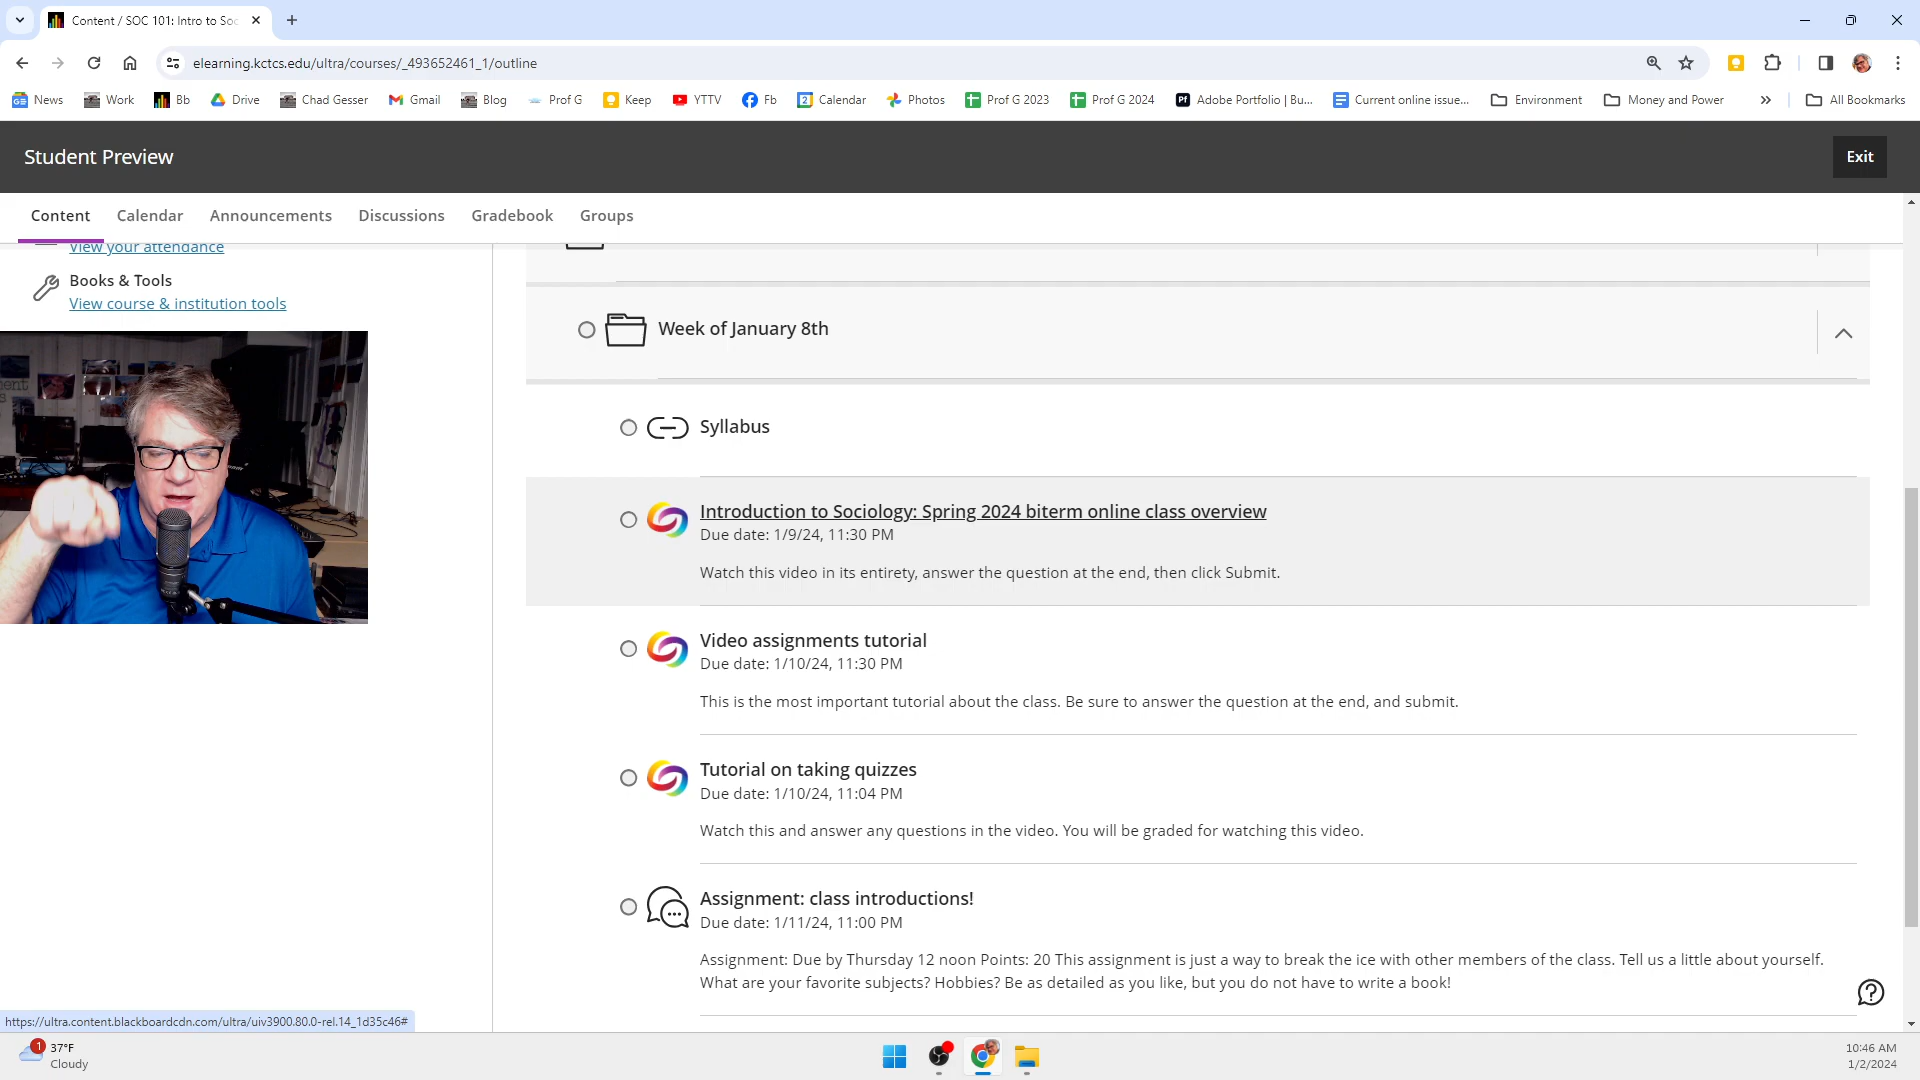 Content / SOC 101: Intro to Soc
elearning.kctcs.edu/ultra/courses/_493652461_1/outline
News
Work
Bb
Drive
Chad Gesser
Gmail
Blog
Prof G
Keep
YTTV
Fb
Calendar
Photos
Prof G 2023
Prof G 2024
Adobe Portfolio | Bu...
Current online issue...
Environment
Money and Power
All Bookmarks
Student Preview
Exit
Content
Calendar
Announcements
Discussions
Gradebook
Groups
View your attendance
Books & Tools
View course & institution tools
Week of January 8th
Syllabus
Introduction to Sociology: Spring 2024 biterm online class overview
Due date: 1/9/24, 11:30 PM
Watch this video in its entirety, answer the question at the end, then click Submit.
Video assignments tutorial
Due date: 1/10/24, 11:30 PM
This is the most important tutorial about the class. Be sure to answer the question at the end, and submit.
Tutorial on taking quizzes
Due date: 1/10/24, 11:04 PM
Watch this and answer any questions in the video. You will be graded for watching this video.
Assignment: class introductions!
Due date: 1/11/24, 11:00 PM
Assignment: Due by Thursday 12 noon Points: 20 This assignment is just a way to break the ice with other members of the class. Tell us a little about yourself.
What are your favorite subjects? Hobbies? Be as detailed as you like, but you do not have to write a book!
https://ultra.content.blackboardcdn.com/ultra/uiv3900.80.0-rel.14_1d35c46#
1
37°F
Cloudy
10:46 AM
1/2/2024